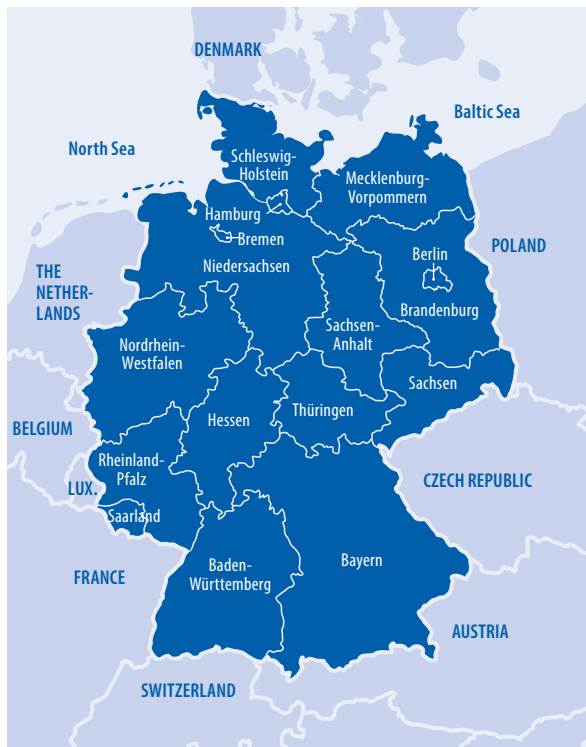 DENMARK
Baltic Sea
North Sea
Schleswig-
Holstein
Mecklenburg-
Vorpommern
Hamburg
Bremen
Niedersachsen
Berlin
POLAND
THE
NETHER-
LANDS
Brandenburg
Sachsen-
Anhalt
Nordrhein-
Westfalen
Sachsen
Thüringen
Hessen
BELGIUM
Rheinland-
Pfalz
CZECH REPUBLIC
LUX.
Saarland
FRANCE
Baden-
Württemberg
Bayern
AUSTRIA
SWITZERLAND